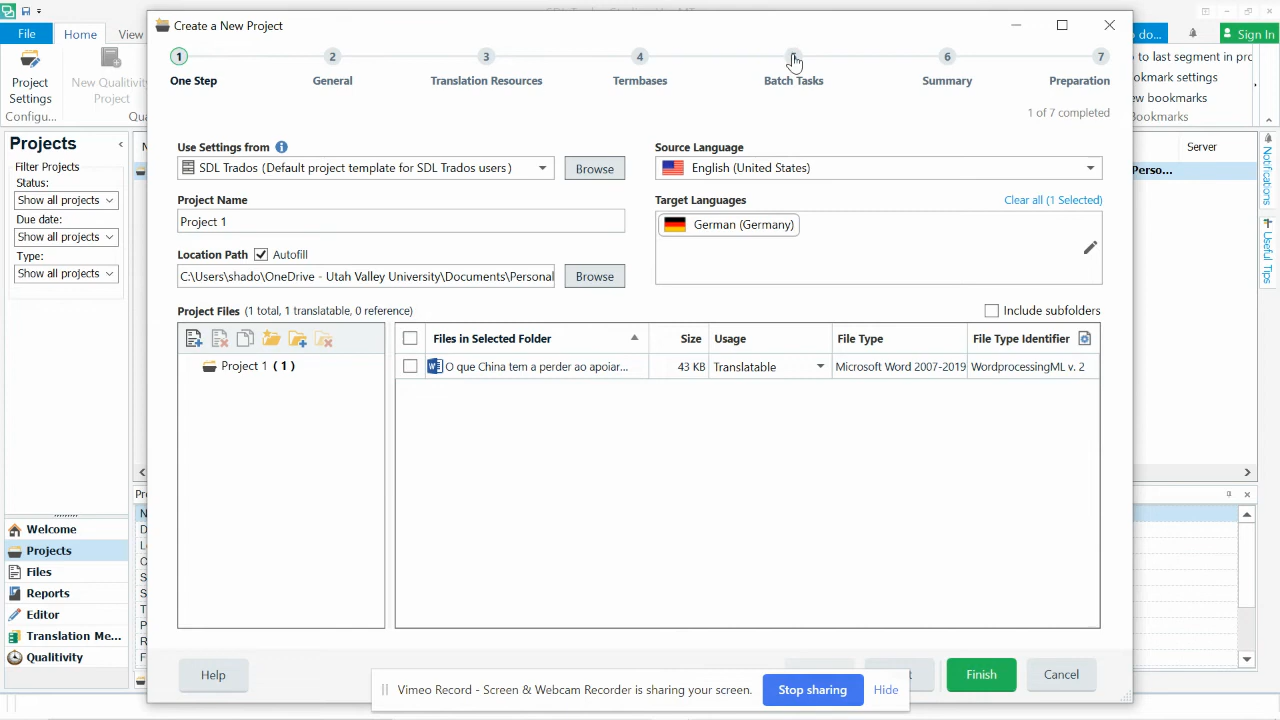 Create a New Project
File
Home
View
do...
Sign In
1
2
3
4
6
7
One Step
General
Translation Resources
Termbases
Batch Tasks
Summary
Preparation
1 of 7 completed
Project
Settings
New Qualitivity
Project
Configu...
to last segment in pro
bookmark settings
ew bookmarks
Bookmarks
Projects
Filter Projects
Status:
Show all projects
Due date:
Show all projects
Type:
Show all projects
Use Settings from
SDL Trados (Default project template for SDL Trados users)
Browse
Source Language
English (United States)
Project Name
Project 1
Target Languages
Clear all (1 Selected)
German (Germany)
Location Path
Autofill
C:\Users\shado\OneDrive - Utah Valley University\Documents\Personal
Browse
Project Files (1 total, 1 translatable, 0 reference)
Include subfolders
Project 1 (1)
Files in Selected Folder
Size
Usage
File Type
File Type Identifier
O que China tem a perder ao apoiar...
43 KB
Translatable
Microsoft Word 2007-2019
WordprocessingML v. 2
Server
Perso...
Notifications
Useful Tips
Welcome
Projects
Files
Reports
Editor
Translation Me...
Qualitivity
Help
Finish
Cancel
Vimeo Record - Screen & Webcam Recorder is sharing your screen.
Stop sharing
Hide